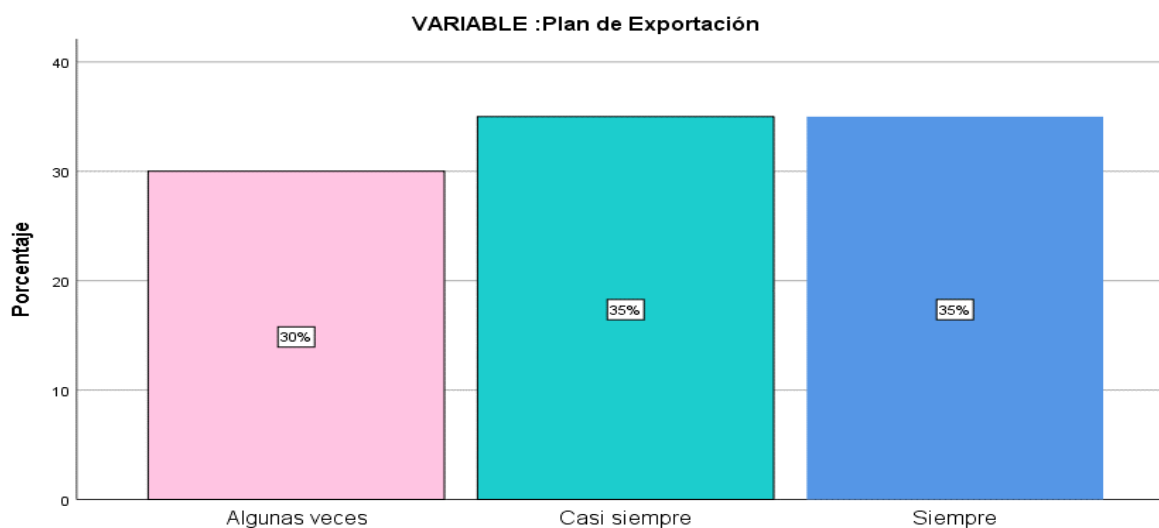 VARIABLE :Plan de Exportación
40
30
20
10
0
Porcentaje
30%
35%
35%
Algunas veces
Casi siempre
Siempre